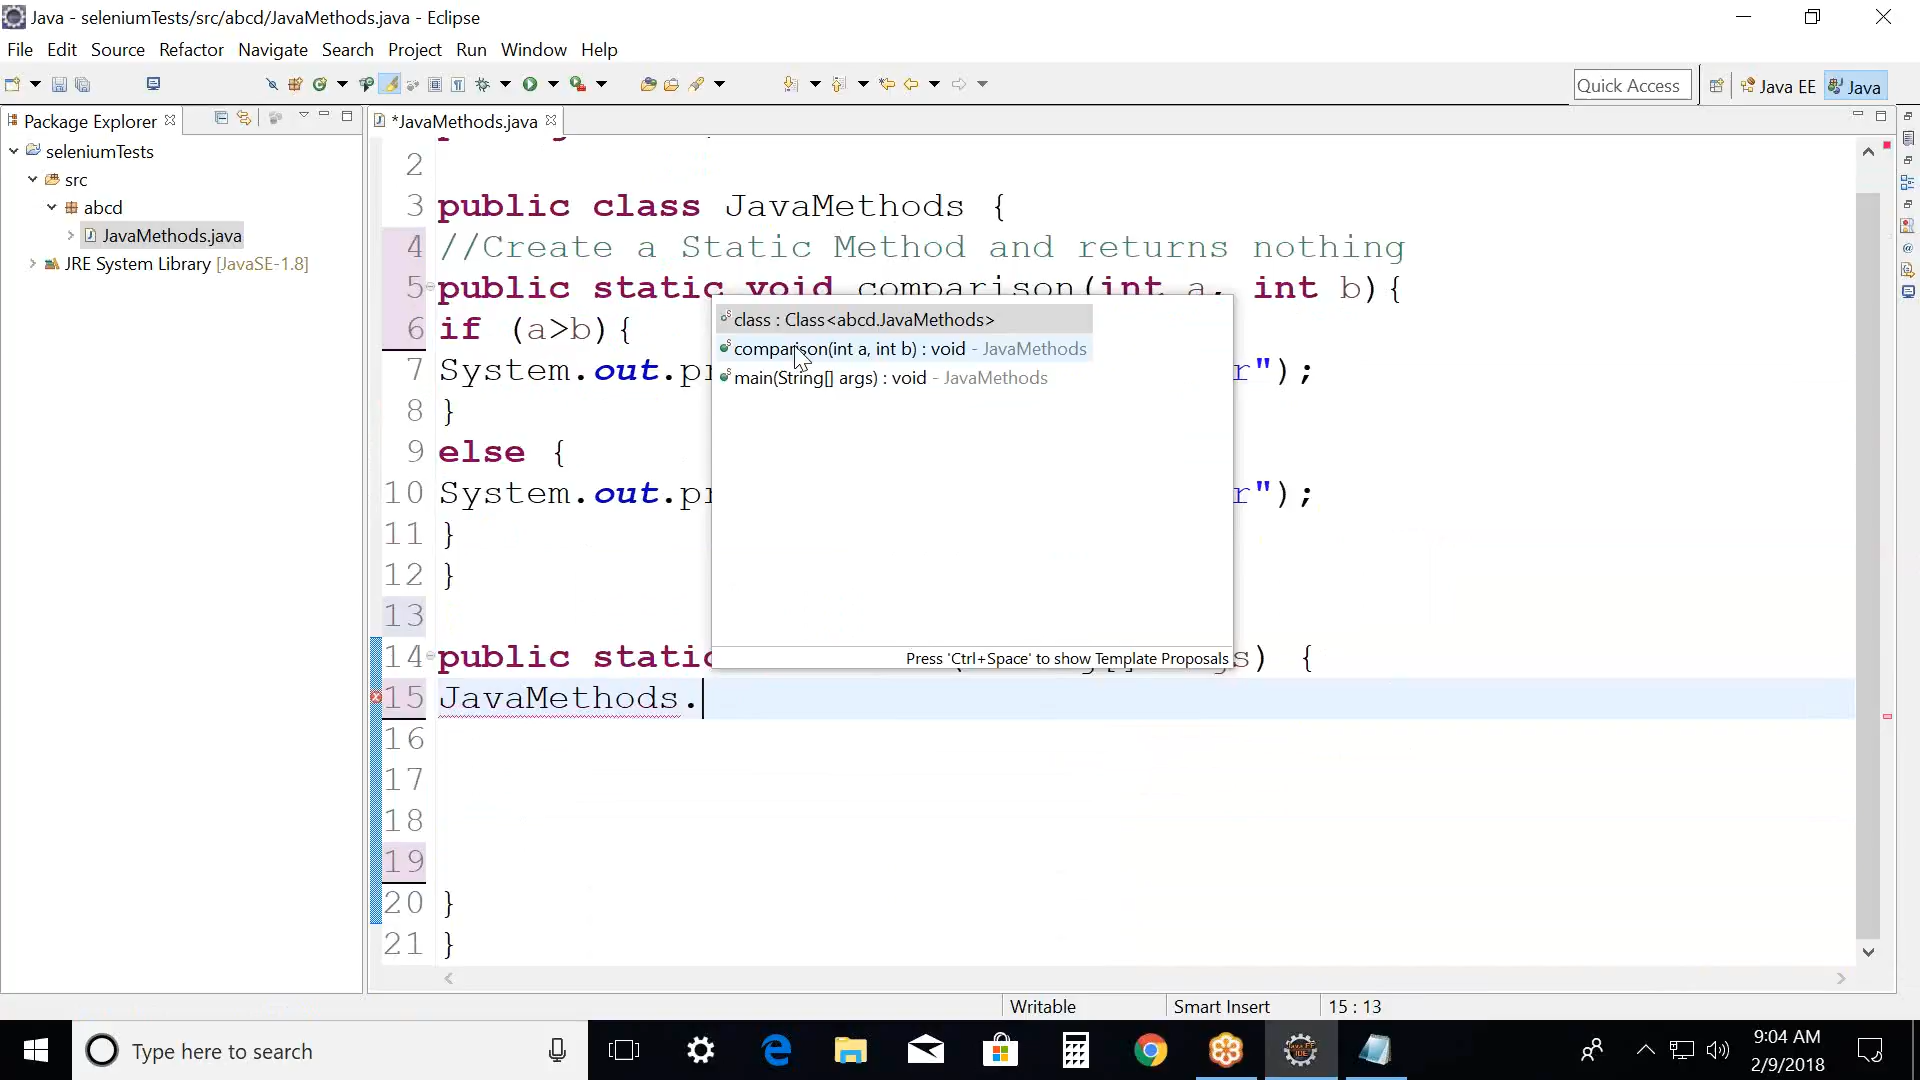 Java - seleniumTests/src/abcd/JavaMethods.java - Eclipse
File Edit Source Refactor Navigate Search Project Run Window Help
Quick Access Java EE Java
Package Explorer *JavaMethods.java
seleniumTests
src
abcd
JavaMethods.java
JRE System Library [JavaSE-1.8]
2
3 public class JavaMethods {
4 //Create a Static Method and returns nothing
5 public static void comparison(int a, int b){
6 if (a>b){
7 System.out.pr r");
8 }
9 else {
10 System.out.pr r");
11 }
12 }
13
14 public static s) {
15 JavaMethods.
16
17
18
19
20 }
21 }
class : Class<abcd.JavaMethods>
comparison(int a, int b) : void - JavaMethods
main(String[] args) : void - JavaMethods
Press 'Ctrl+Space' to show Template Proposals
Writable Smart Insert 15 : 13
Type here to search
9:04 AM
2/9/2018